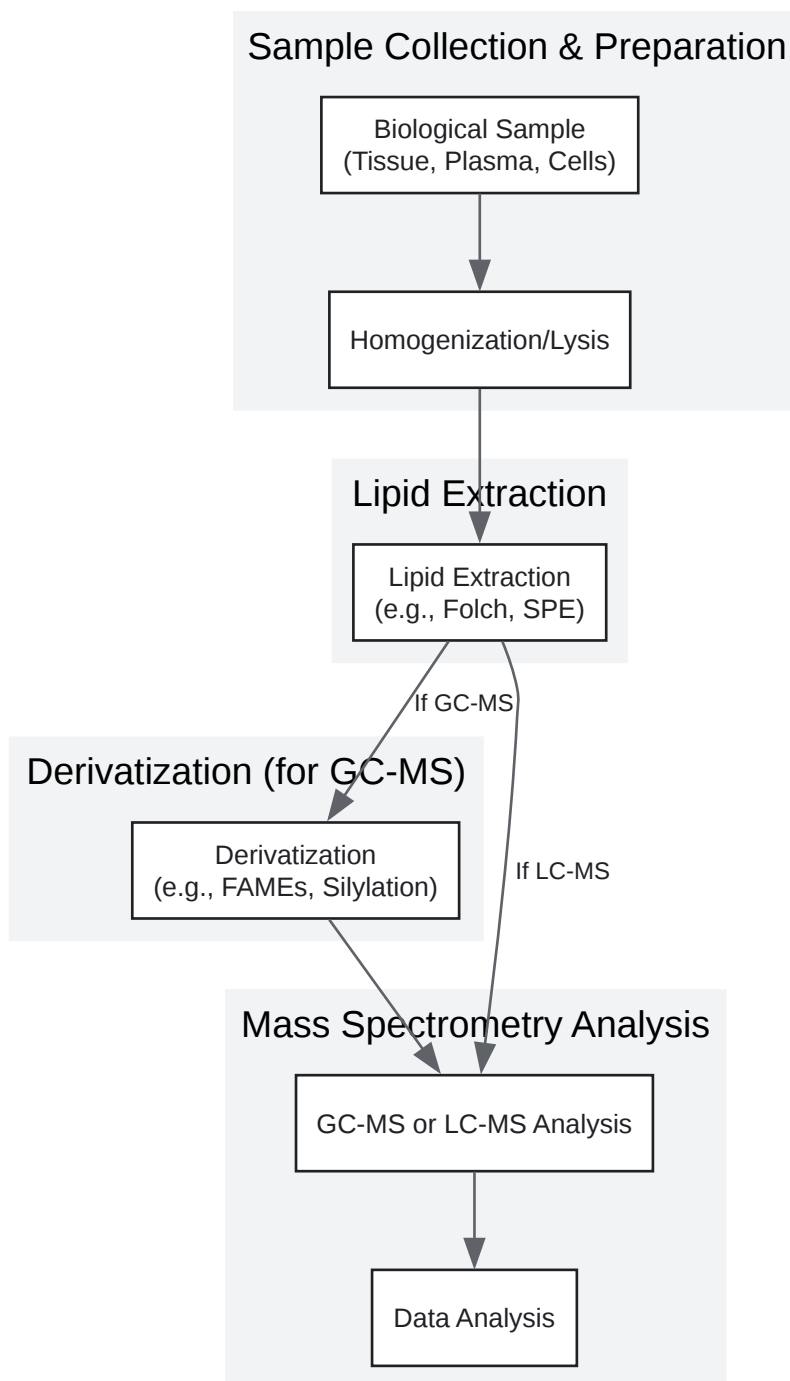 Sample Collection & Preparation
Biological Sample
(Tissue, Plasma, Cells)
Homogenization/Lysis
Lipid Extraction
Lipid Extraction
(e.g., Folch, SPE)
If GC-MS
Derivatization (for GC-MS)
Derivatization
(e.g., FAMEs, Silylation)
If LC-MS
Mass Spectrometry Analysis
GC-MS or LC-MS Analysis
Data Analysis